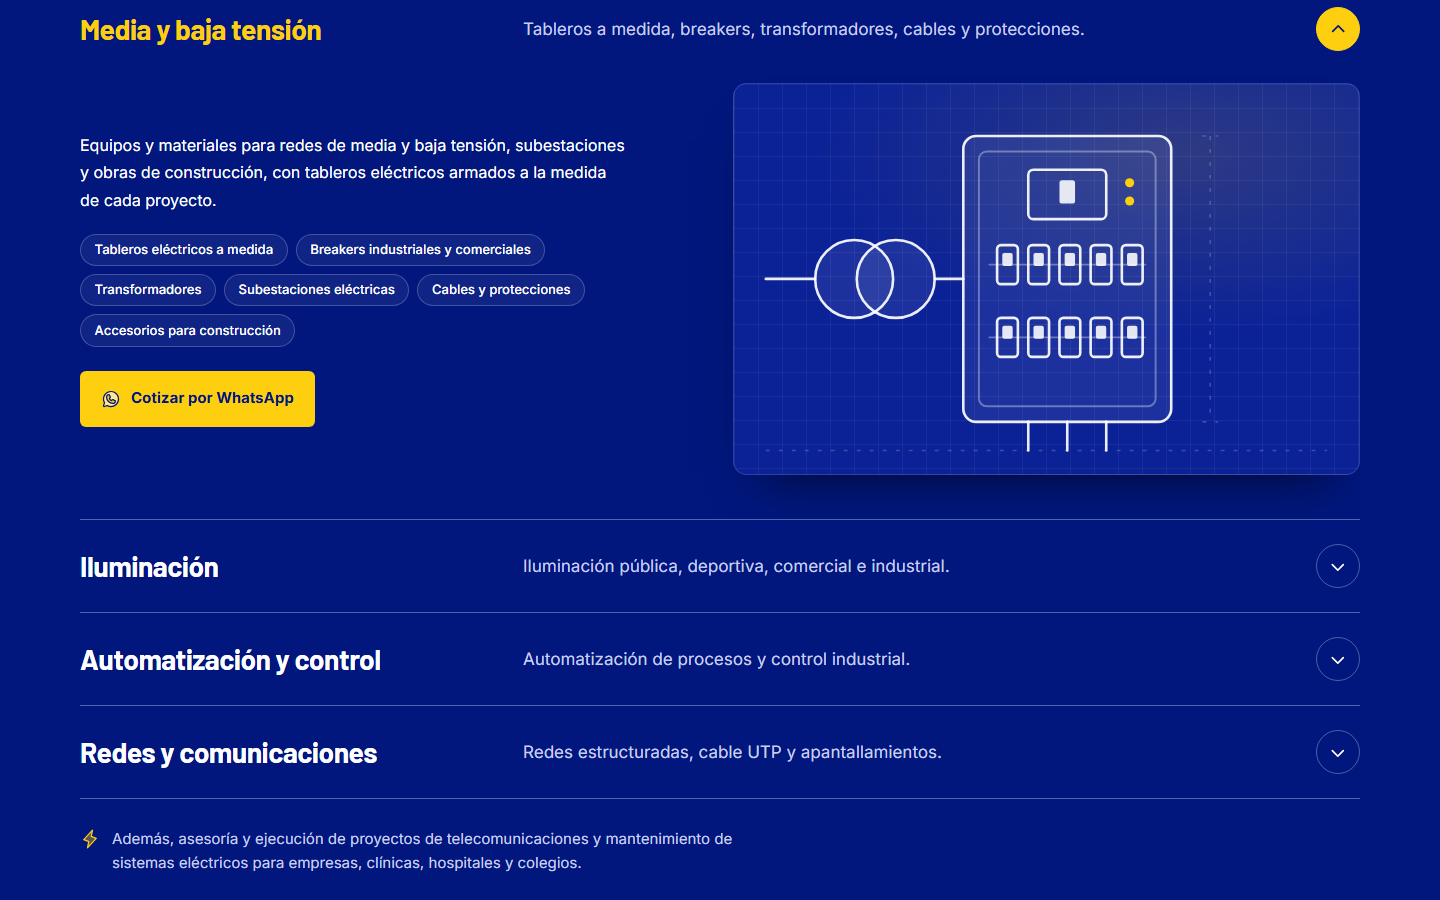 Media y baja tensión
Tableros a medida, breakers, transformadores, cables y protecciones.
Equipos y materiales para redes de media y baja tensión, subestaciones
y obras de construcción, con tableros eléctricos armados a la medida
de cada proyecto.
Tableros eléctricos a medida
Breakers industriales y comerciales
Transformadores
Subestaciones eléctricas
Cables y protecciones
Accesorios para construcción
Cotizar por WhatsApp
Iluminación
Iluminación pública, deportiva, comercial e industrial.
Automatización y control
Automatización de procesos y control industrial.
Redes y comunicaciones
Redes estructuradas, cable UTP y apantallamientos.
Además, asesoría y ejecución de proyectos de telecomunicaciones y mantenimiento de
sistemas eléctricos para empresas, clínicas, hospitales y colegios.